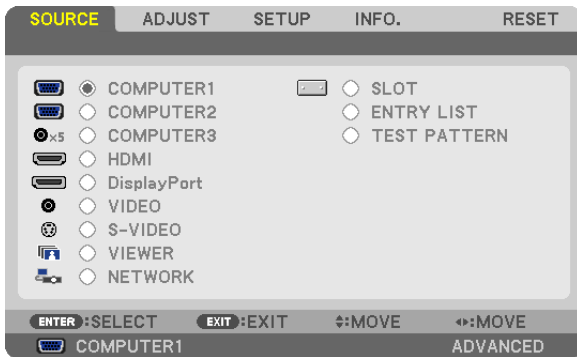 SOURCE ADJUST SETUP INFO. RESET
COMPUTER1 SLOT
COMPUTER2 ENTRY LIST
×5 COMPUTER3 TEST PATTERN
HDMI
DisplayPort
VIDEO
S-VIDEO
VIEWER
NETWORK
ENTER:SELECT EXIT:EXIT :MOVE :MOVE
COMPUTER1 ADVANCED